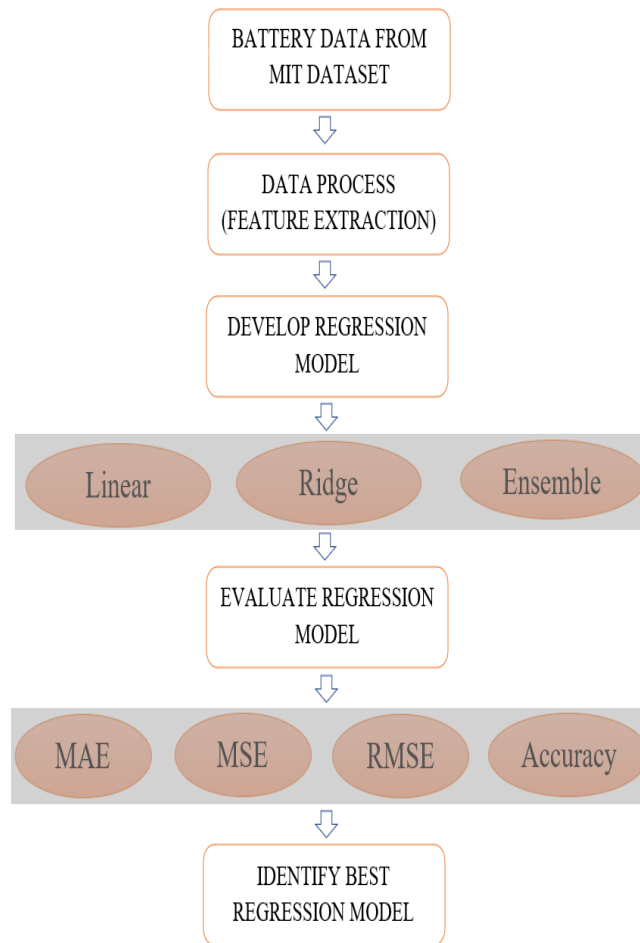 BATTERY DATA FROM
MIT DATASET
DATA PROCESS
(FEATURE EXTRACTION)
DEVELOP REGRESSION
MODEL
Linear Ridge Ensemble
EVALUATE REGRESSION
MODEL
MAE MSE RMSE Accuracy
IDENTIFY BEST
REGRESSION MODEL